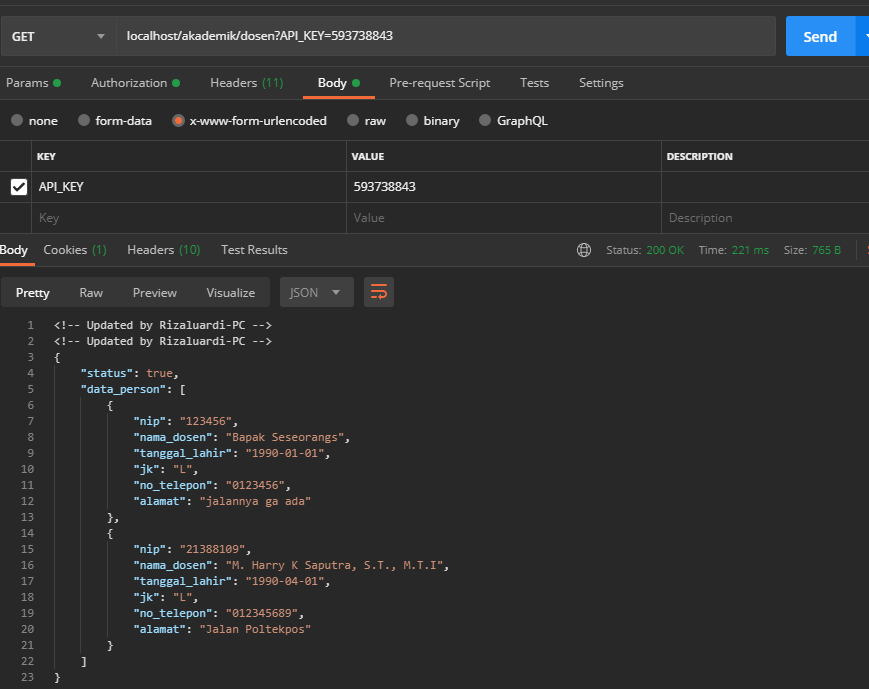 GET localhost/akademik/dosen?API_KEY=593738843 Send
Params Authorization Headers (11) Body Pre-request Script Tests Settings
none form-data x-www-form-urlencoded raw binary GraphQL
KEY VALUE DESCRIPTION
API_KEY 593738843
Key Value Description
Body Cookies (1) Headers (10) Test Results Status: 200 OK Time: 221 ms Size: 765 B
Pretty Raw Preview Visualize JSON
1 <!-- Updated by Rizaluardi-PC -->
2 <!-- Updated by Rizaluardi-PC -->
3 {
4 "status": true,
5 "data_person": [
6 {
7 "nip": "123456",
8 "nama_dosen": "Bapak Seseorangs",
9 "tanggal_lahir": "1990-01-01",
10 "jk": "L",
11 "no_telepon": "0123456",
12 "alamat": "jalannya ga ada"
13 },
14 {
15 "nip": "21388109",
16 "nama_dosen": "M. Harry K Saputra, S.T., M.T.I",
17 "tanggal_lahir": "1990-04-01",
18 "jk": "L",
19 "no_telepon": "012345689",
20 "alamat": "Jalan Poltekpos"
21 }
22 ]
23 }